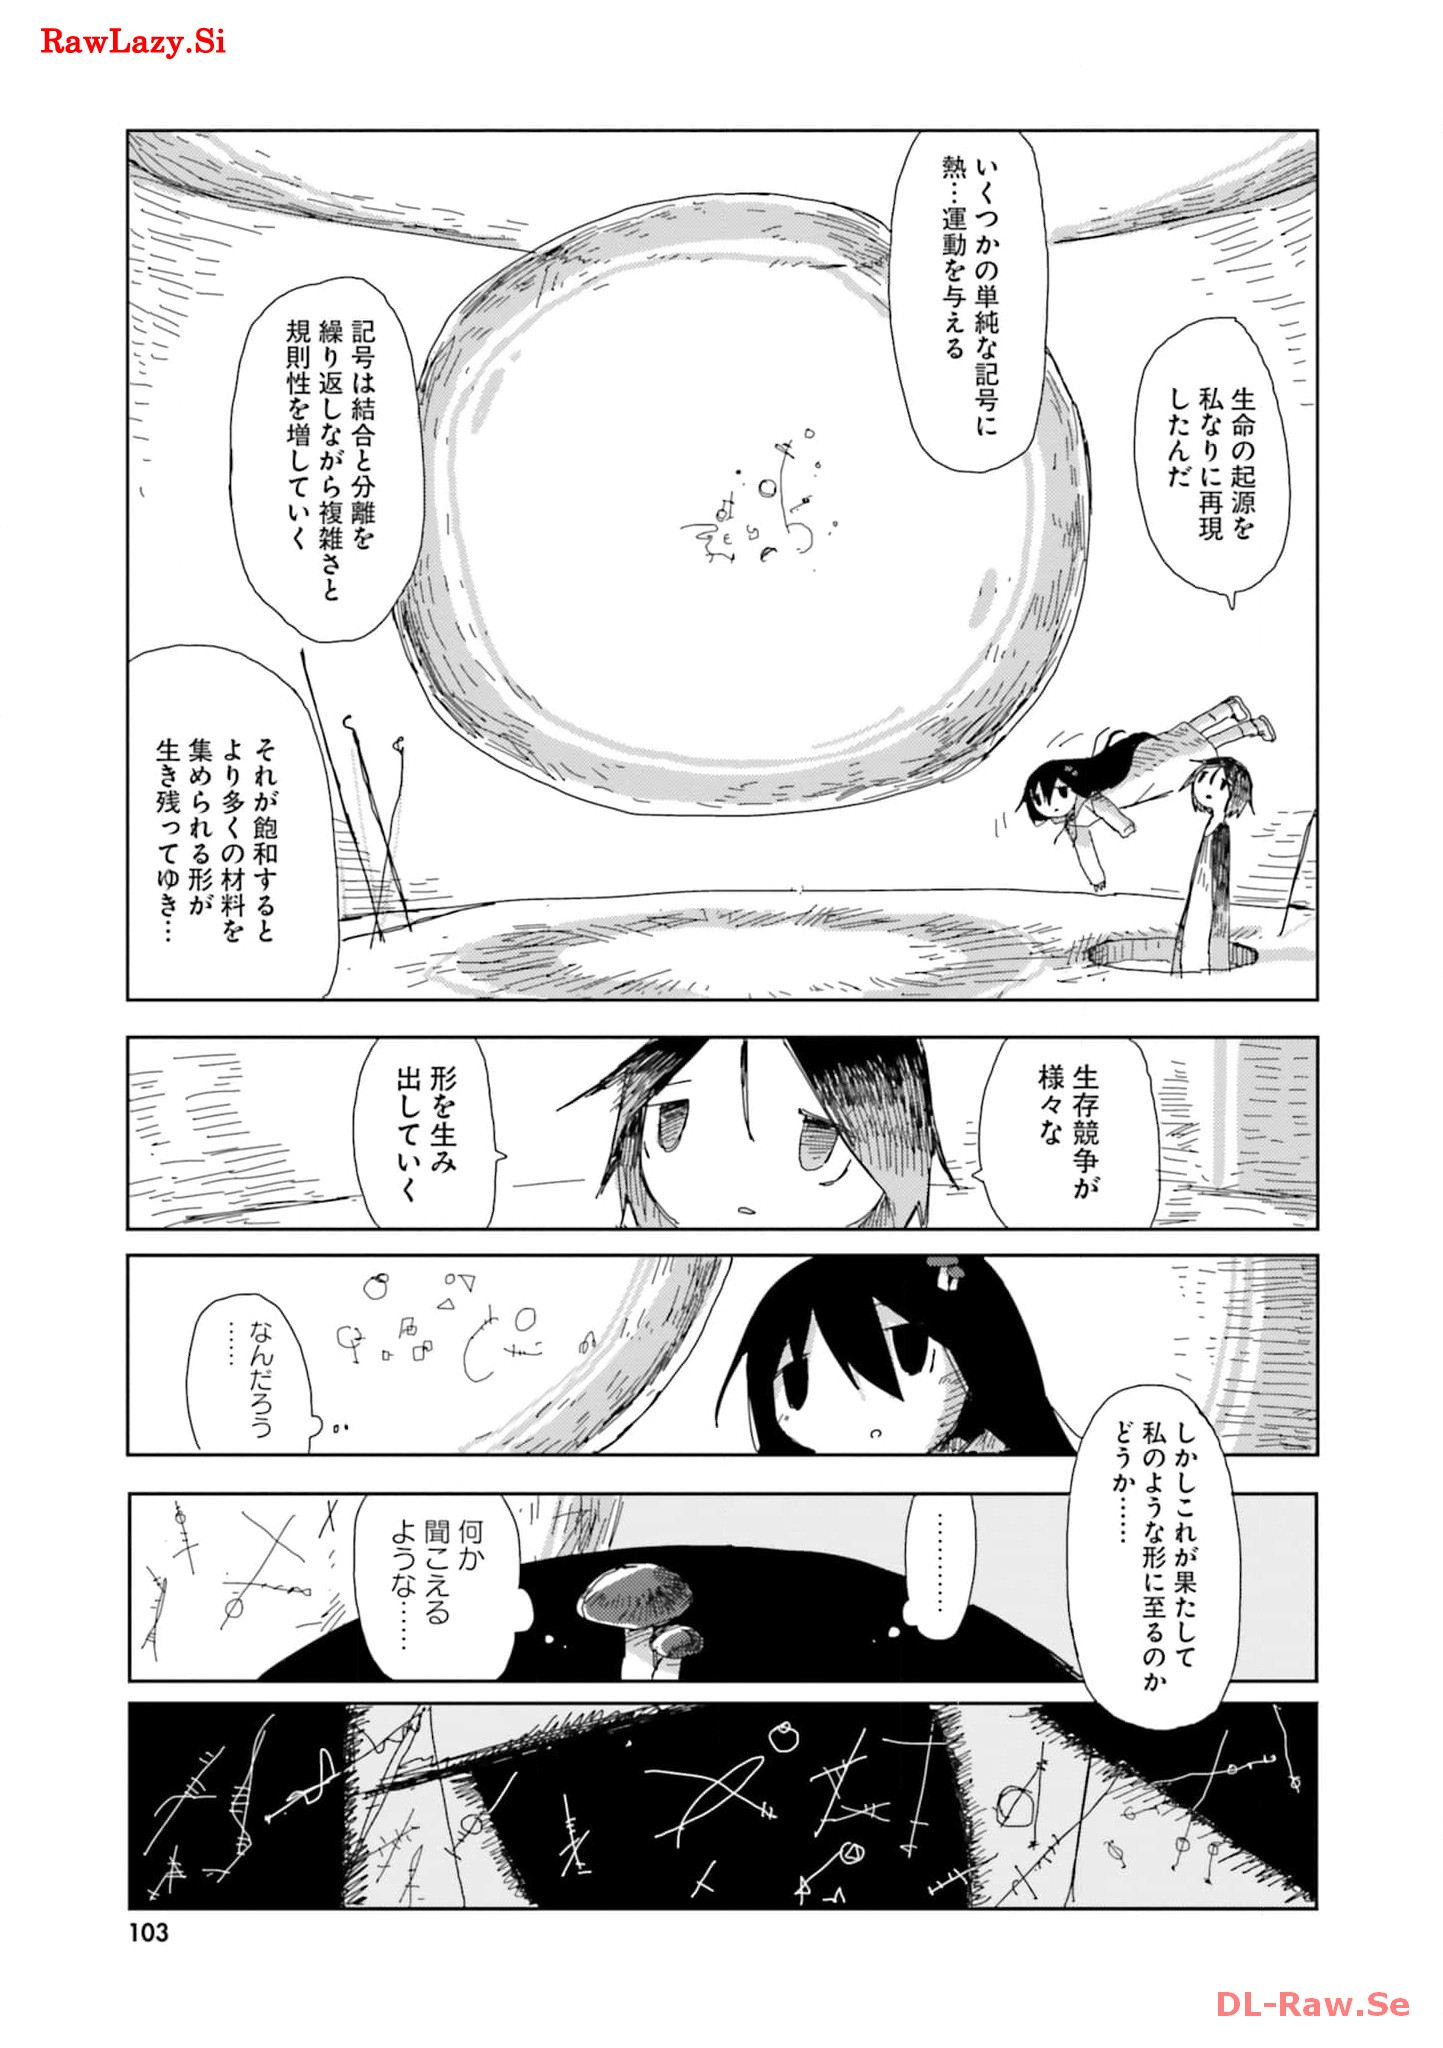 RawLazy.Si
生命の起源を
私なりに再現
したんだ
いくつかの単純な記号に
熱…運動を与える
記号は結合と分離を
繰り返しながら複雑さと
規則性を増していく
それが飽和すると
より多くの材料を
集められる形が
生き残ってゆき…
生存競争が
様々な
形を生み
出していく
しかしこれが果たして
私のような形に至るのか
どうか……
なんだろう
……
…………
何か
聞こえる
ような……
103
DL-Raw.Se